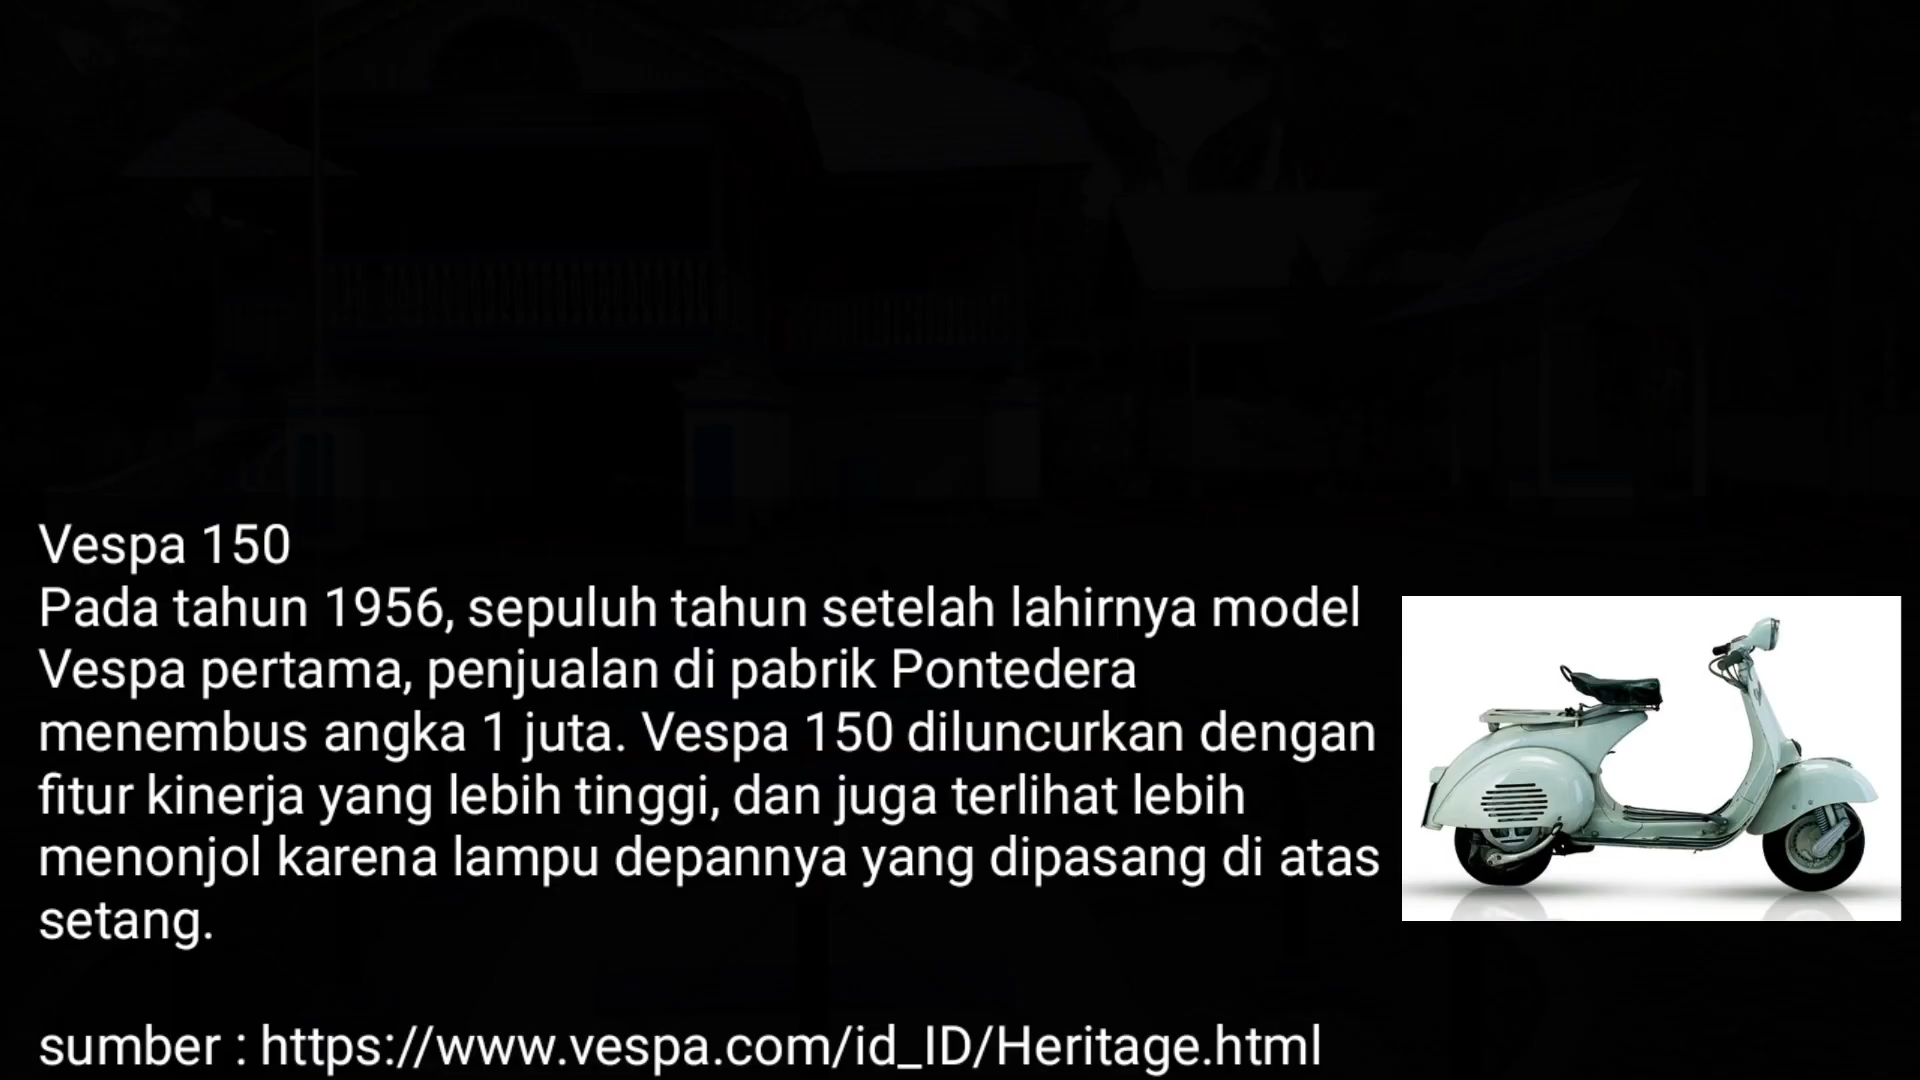 Vespa 150
Pada tahun 1956, sepuluh tahun setelah lahirnya model
Vespa pertama, penjualan di pabrik Pontedera
menembus angka 1 juta. Vespa 150 diluncurkan dengan
fitur kinerja yang lebih tinggi, dan juga terlihat lebih
menonjol karena lampu depannya yang dipasang di atas
setang.
sumber : https://www.vespa.com/id_ID/Heritage.html